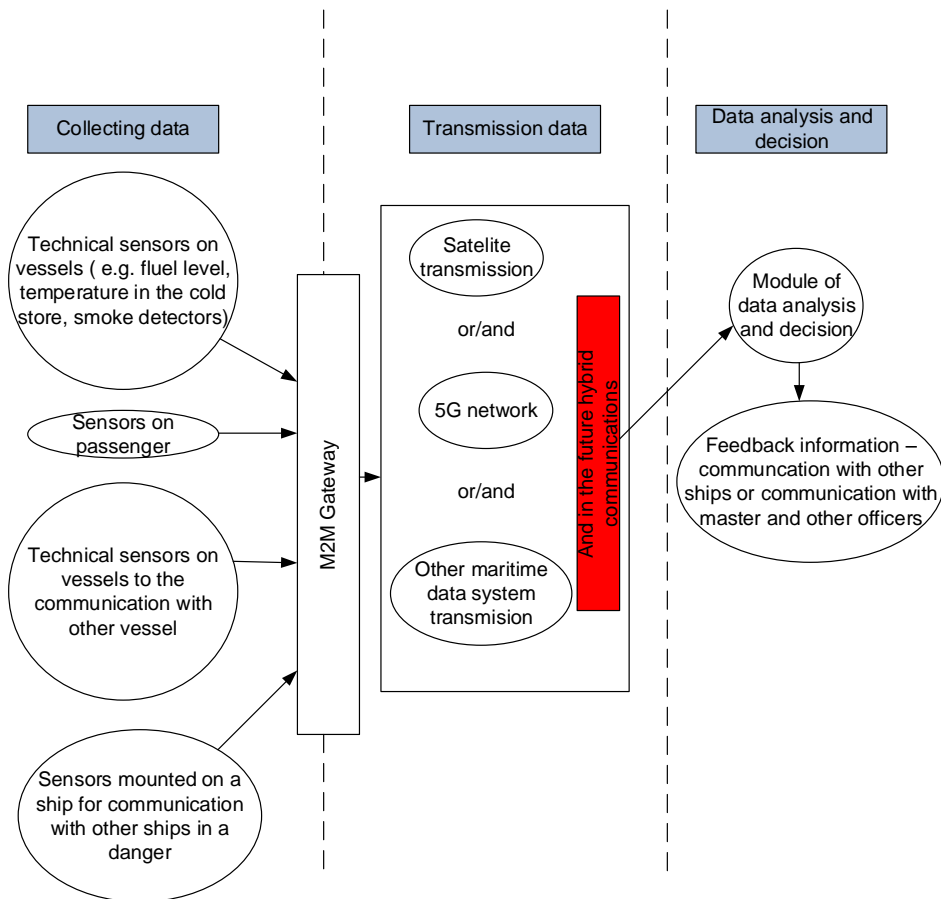 Collecting data
Transmission data
Data analysis and
decision
Technical sensors on
vessels ( e.g. fluel level,
temperature in the cold
store, smoke detectors)
Sensors on
passenger
Technical sensors on
vessels to the
communication with
other vessel
Sensors mounted on a
ship for communication
with other ships in a
danger
M2M Gateway
Satelite
transmission
or/and
5G network
or/and
Other maritime
data system
transmision
And in the future hybrid
communications
Module of
data analysis
and decision
Feedback information –
communcation with other
ships or communication with
master and other officers